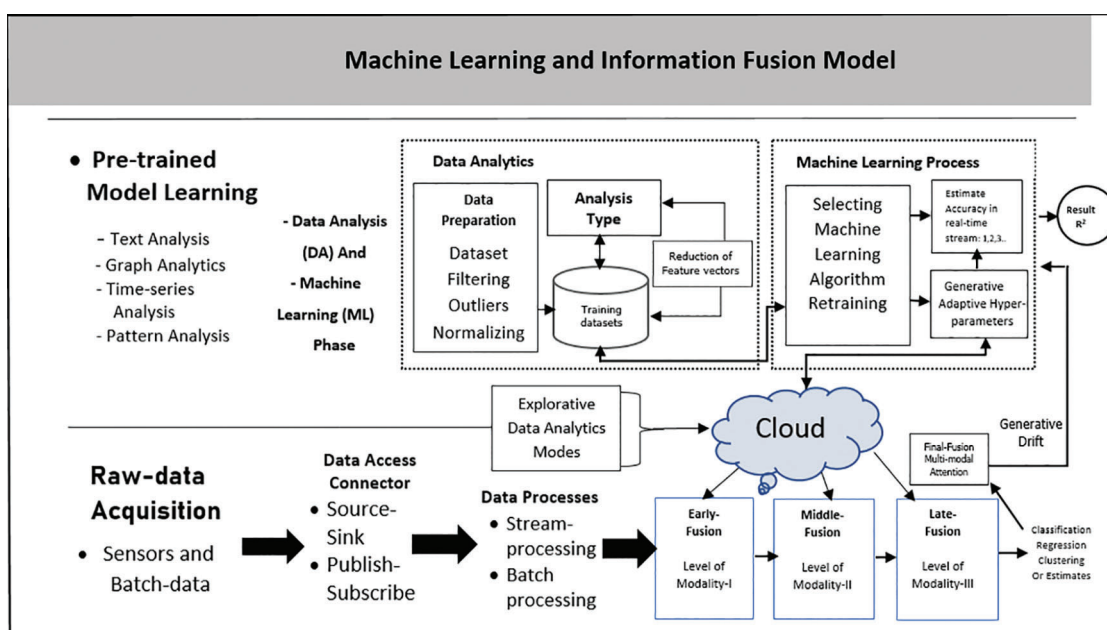 Machine Learning and Information Fusion Model
• Pre-trained
Model Learning
- Text Analysis
- Graph Analytics
- Time-series
Analysis
- Pattern Analysis
- Data Analysis
(DA) And
- Machine
Learning (ML)
Phase
Data Analytics
Data
Preparation
Dataset
Filtering
Outliers
Normalizing
Analysis
Type
Training
datasets
Reduction of
Feature vectors
Machine Learning Process
Selecting
Machine
Learning
Algorithm
Retraining
Estimate
Accuracy in
real-time
stream: 1,2,3..
Generative
Adaptive Hyper-
parameters
Result
R²
Explorative
Data Analytics
Modes
Cloud
Generative
Drift
Final-Fusion
Multi-modal
Attention
Raw-data
Acquisition
• Sensors and
Batch-data
Data Access
Connector
• Source-
Sink
• Publish-
Subscribe
Data Processes
• Stream-
processing
• Batch
processing
Early-
Fusion
Level of
Modality-I
Middle-
Fusion
Level of
Modality-II
Late-
Fusion
Level of
Modality-III
Classification
Regression
Clustering
Or Estimates